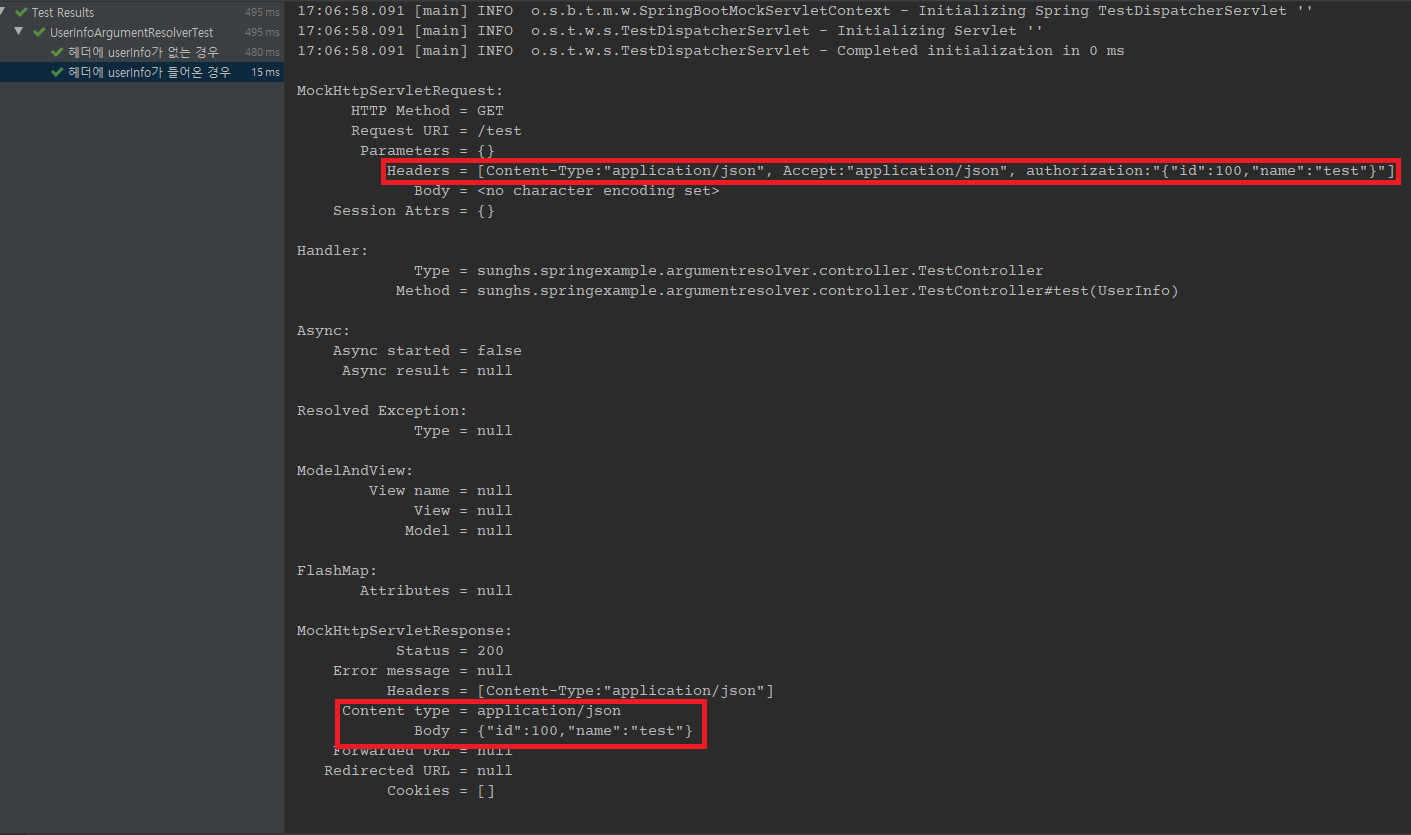 Test Results 495 ms
UserInfoArgumentResolverTest 495 ms
헤더에 userInfo가 없는 경우 480 ms
헤더에 userInfo가 들어온 경우 15 ms
17:06:58.091 [main] INFO  o.s.b.t.m.w.SpringBootMockServletContext - Initializing Spring TestDispatcherServlet ''
17:06:58.091 [main] INFO  o.s.t.w.s.TestDispatcherServlet - Initializing Servlet ''
17:06:58.091 [main] INFO  o.s.t.w.s.TestDispatcherServlet - Completed initialization in 0 ms
MockHttpServletRequest:
HTTP Method = GET
Request URI = /test
Parameters = {}
Headers = [Content-Type:"application/json", Accept:"application/json", authorization:"{"id":100,"name":"test"}"]
Body = <no character encoding set>
Session Attrs = {}
Handler:
Type = sunghs.springexample.argumentresolver.controller.TestController
Method = sunghs.springexample.argumentresolver.controller.TestController#test(UserInfo)
Async:
Async started = false
Async result = null
Resolved Exception:
Type = null
ModelAndView:
View name = null
View = null
Model = null
FlashMap:
Attributes = null
MockHttpServletResponse:
Status = 200
Error message = null
Headers = [Content-Type:"application/json"]
Content type = application/json
Body = {"id":100,"name":"test"}
Forwarded URL = null
Redirected URL = null
Cookies = []